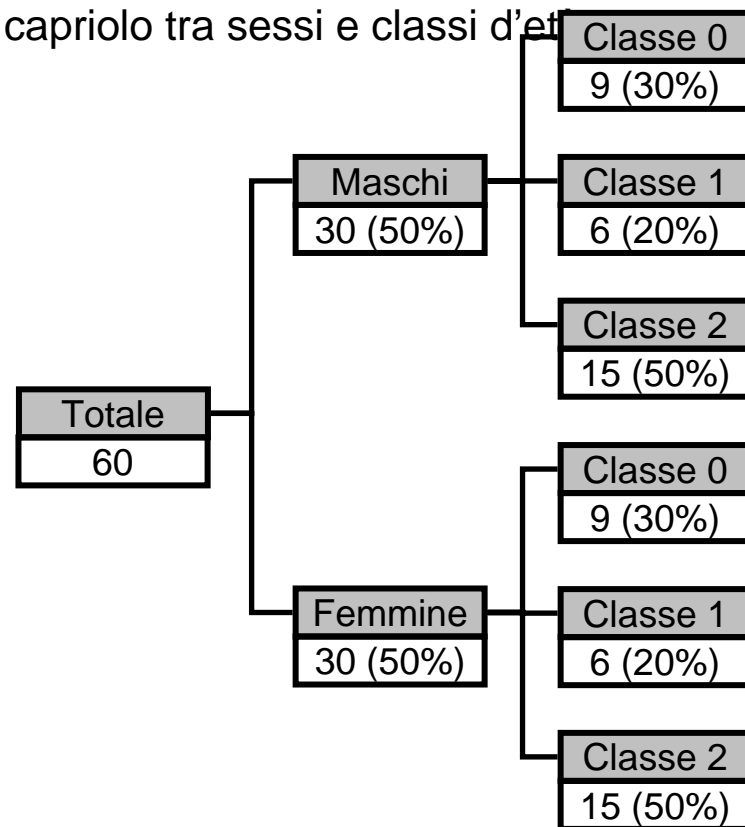 capriolo tra sessi e classi d'et
Classe 0
9 (30%)
Maschi
30 (50%)
Classe 1
6 (20%)
Classe 2
15 (50%)
Totale
60
Classe 0
9 (30%)
Femmine
30 (50%)
Classe 1
6 (20%)
Classe 2
15 (50%)